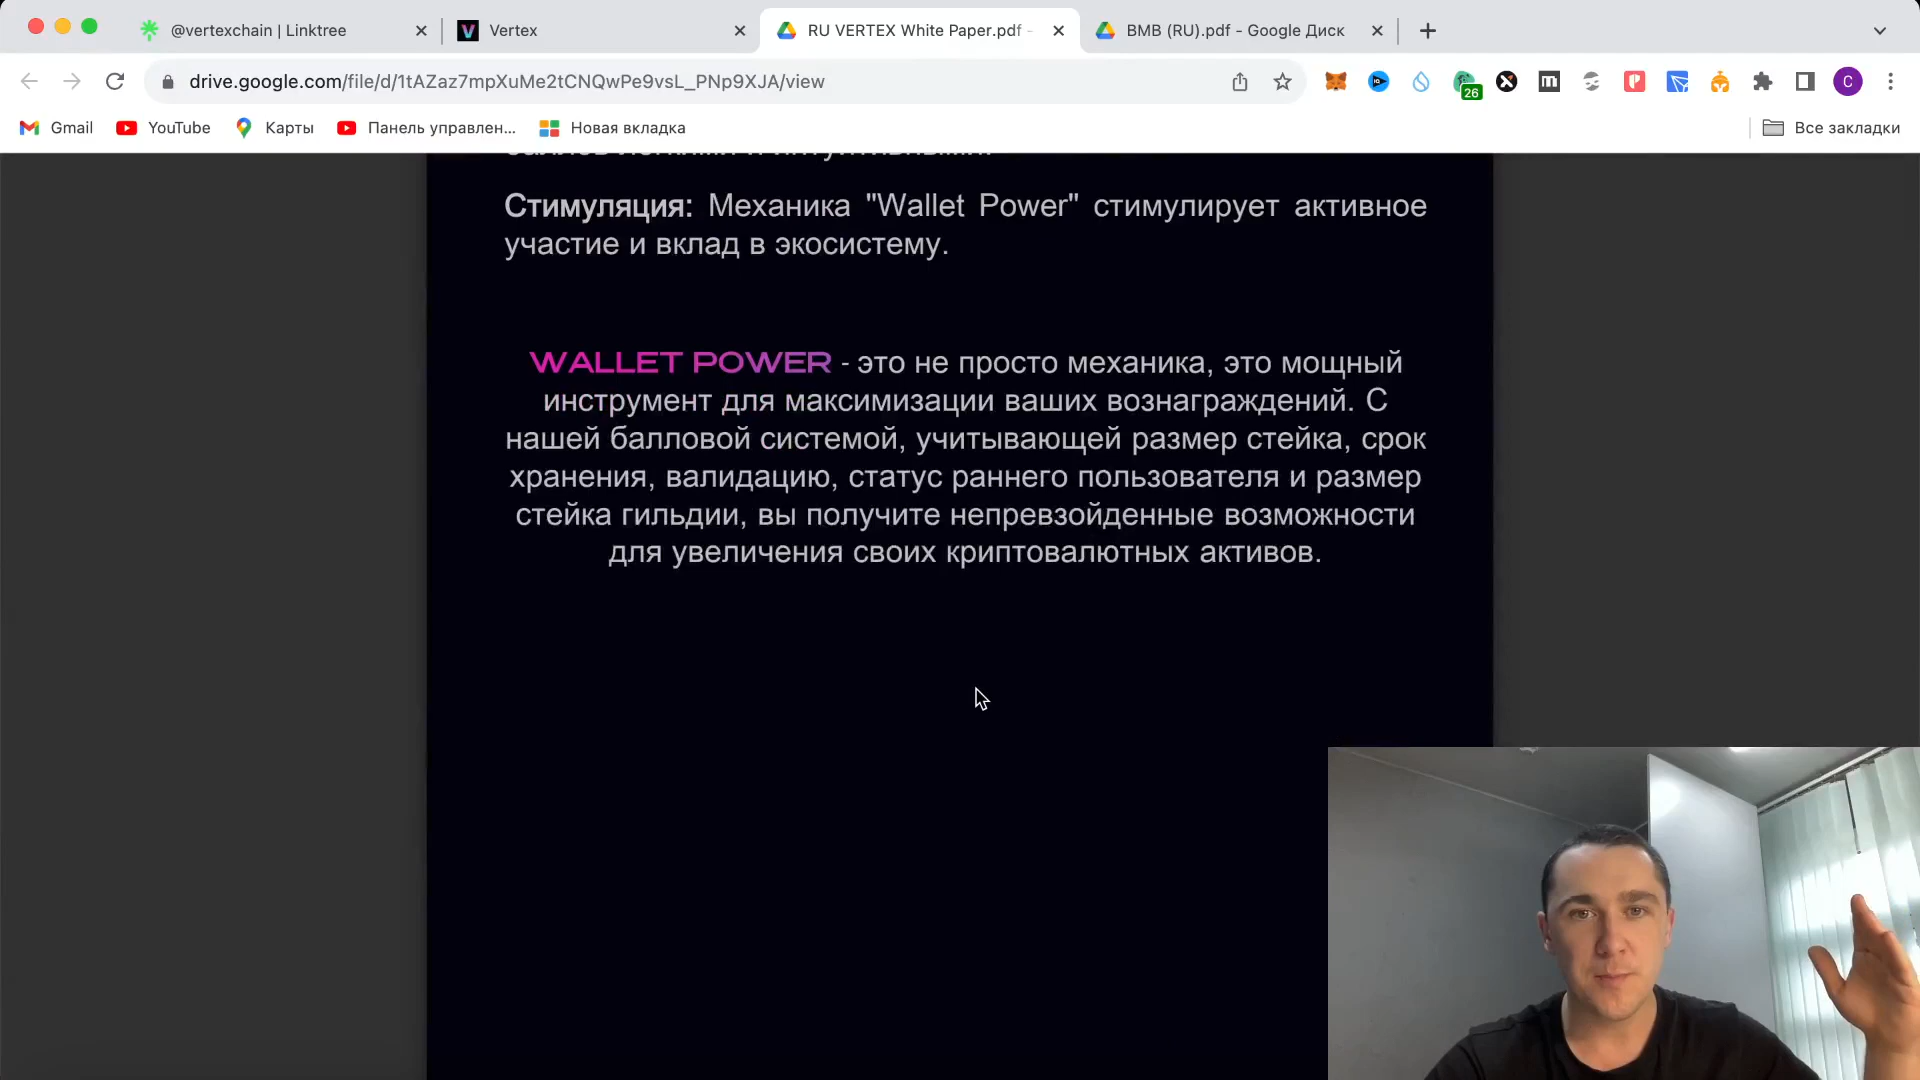 @vertexchain | Linktree
Vertex
RU VERTEX White Paper.pdf -
BMB (RU).pdf - Google Диск
drive.google.com/file/d/1tAZaz7mpXuMe2tCNQwPe9vsL_PNp9XJA/view
26
C
Gmail
YouTube
Карты
Панель управлен...
Новая вкладка
Все закладки
Стимуляция: Механика "Wallet Power" стимулирует активное
участие и вклад в экосистему.
WALLET POWER - это не просто механика, это мощный
инструмент для максимизации ваших вознаграждений. С
нашей балловой системой, учитывающей размер стейка, срок
хранения, валидацию, статус раннего пользователя и размер
стейка гильдии, вы получите непревзойденные возможности
для увеличения своих криптовалютных активов.